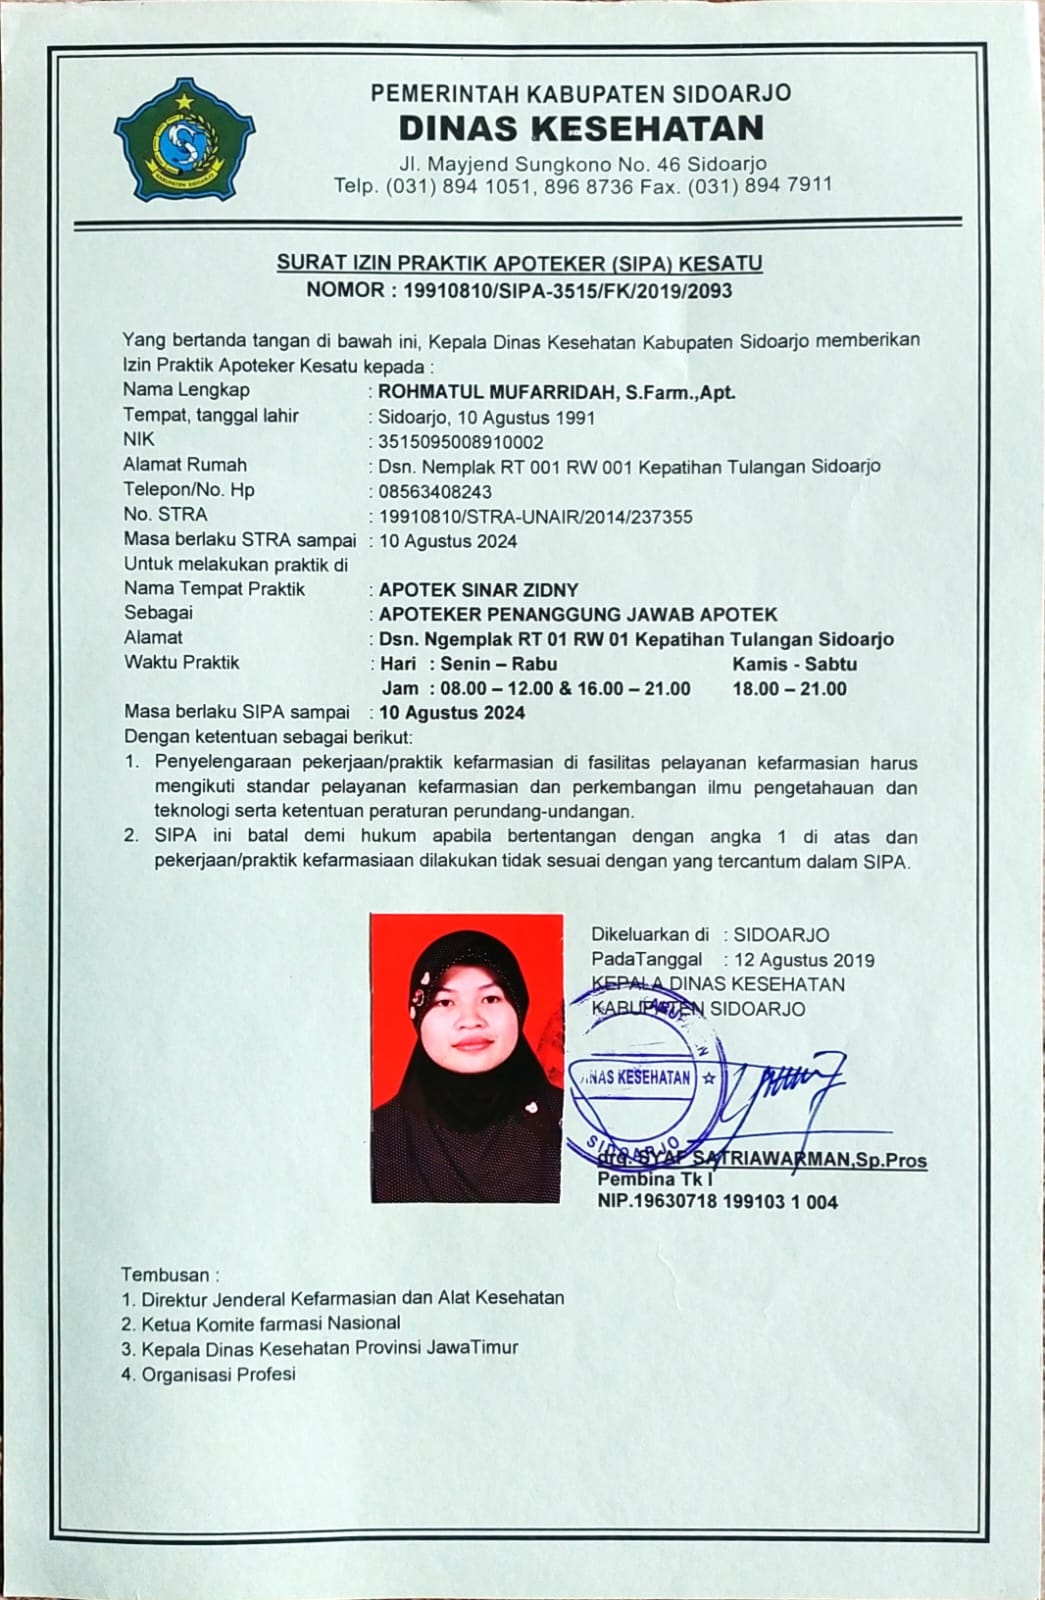 PEMERINTAH KABUPATEN SIDOARJO
DINAS KESEHATAN
Jl. Mayjend Sungkono No. 46 Sidoarjo
Telp. (031) 894 1051, 896 8736 Fax. (031) 894 7911
KABUPATEN SIDOARJO
SURAT IZIN PRAKTIK APOTEKER (SIPA) KESATU
NOMOR : 19910810/SIPA-3515/FK/2019/2093
Yang bertanda tangan di bawah ini, Kepala Dinas Kesehatan Kabupaten Sidoarjo memberikan
Izin Praktik Apoteker Kesatu kepada :
Nama Lengkap : ROHMATUL MUFARRIDAH, S.Farm.,Apt.
Tempat, tanggal lahir : Sidoarjo, 10 Agustus 1991
NIK : 3515095008910002
Alamat Rumah : Dsn. Nemplak RT 001 RW 001 Kepatihan Tulangan Sidoarjo
Telepon/No. Hp : 08563408243
No. STRA : 19910810/STRA-UNAIR/2014/237355
Masa berlaku STRA sampai : 10 Agustus 2024
Untuk melakukan praktik di
Nama Tempat Praktik : APOTEK SINAR ZIDNY
Sebagai : APOTEKER PENANGGUNG JAWAB APOTEK
Alamat : Dsn. Ngemplak RT 01 RW 01 Kepatihan Tulangan Sidoarjo
Waktu Praktik : Hari : Senin – Rabu Kamis - Sabtu
Jam : 08.00 – 12.00 & 16.00 – 21.00 18.00 – 21.00
Masa berlaku SIPA sampai : 10 Agustus 2024
Dengan ketentuan sebagai berikut:
1. Penyelengaraan pekerjaan/praktik kefarmasian di fasilitas pelayanan kefarmasian harus
mengikuti standar pelayanan kefarmasian dan perkembangan ilmu pengetahauan dan
teknologi serta ketentuan peraturan perundang-undangan.
2. SIPA ini batal demi hukum apabila bertentangan dengan angka 1 di atas dan
pekerjaan/praktik kefarmasiaan dilakukan tidak sesuai dengan yang tercantum dalam SIPA.
Dikeluarkan di : SIDOARJO
PadaTanggal : 12 Agustus 2019
KEPALA DINAS KESEHATAN
KABUPATEN SIDOARJO
DINAS KESEHATAN
SIDOARJO
drg. SYAF SATRIAWARMAN,Sp.Pros
Pembina Tk I
NIP.19630718 199103 1 004
Tembusan :
1. Direktur Jenderal Kefarmasian dan Alat Kesehatan
2. Ketua Komite farmasi Nasional
3. Kepala Dinas Kesehatan Provinsi JawaTimur
4. Organisasi Profesi